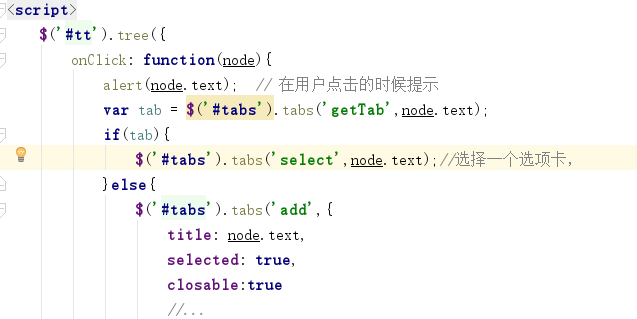 <script>
$('#tt').tree({
onClick: function(node){
alert(node.text);  // 在用户点击的时候提示
var tab = $('#tabs').tabs('getTab',node.text);
if(tab){
$('#tabs').tabs('select',node.text);//选择一个选项卡,
}else{
$('#tabs').tabs('add',{
title: node.text,
selected: true,
closable:true
//...